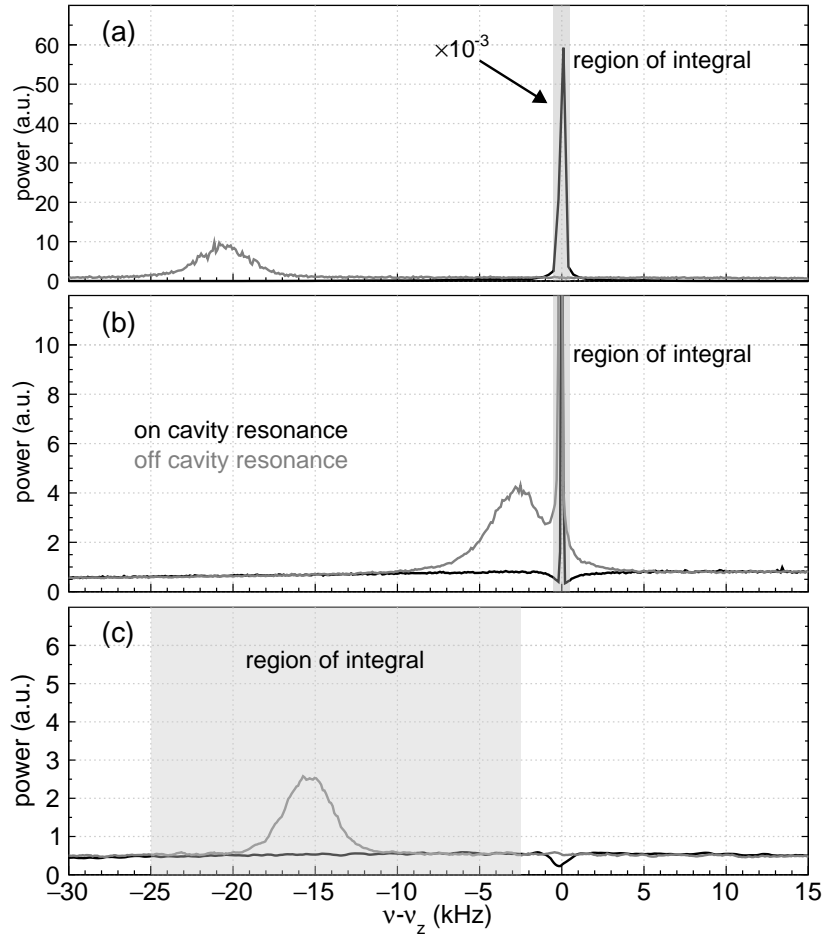 (a)
×10-3
region of integral
power (a.u.)
60
50
40
30
20
10
0
(b)
region of integral
on cavity resonance
off cavity resonance
power (a.u.)
10
8
6
4
2
0
(c)
region of integral
power (a.u.)
6
5
4
3
2
1
0
−30 −25 −20 −15 −10 −5 0 5 10 15
ν-νz (kHz)